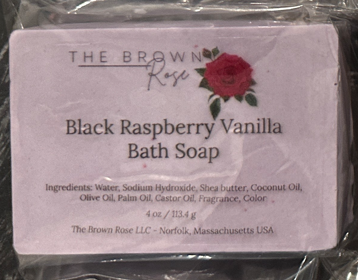 THE BROWN
Rose
Black Raspberry Vanilla
Bath Soap
Ingredients: Water, Sodium Hydroxide, Shea butter, Coconut Oil,
Olive Oil, Palm Oil, Castor Oil, Fragrance, Color
4 oz / 113.4 g
The Brown Rose LLC - Norfolk, Massachusetts USA